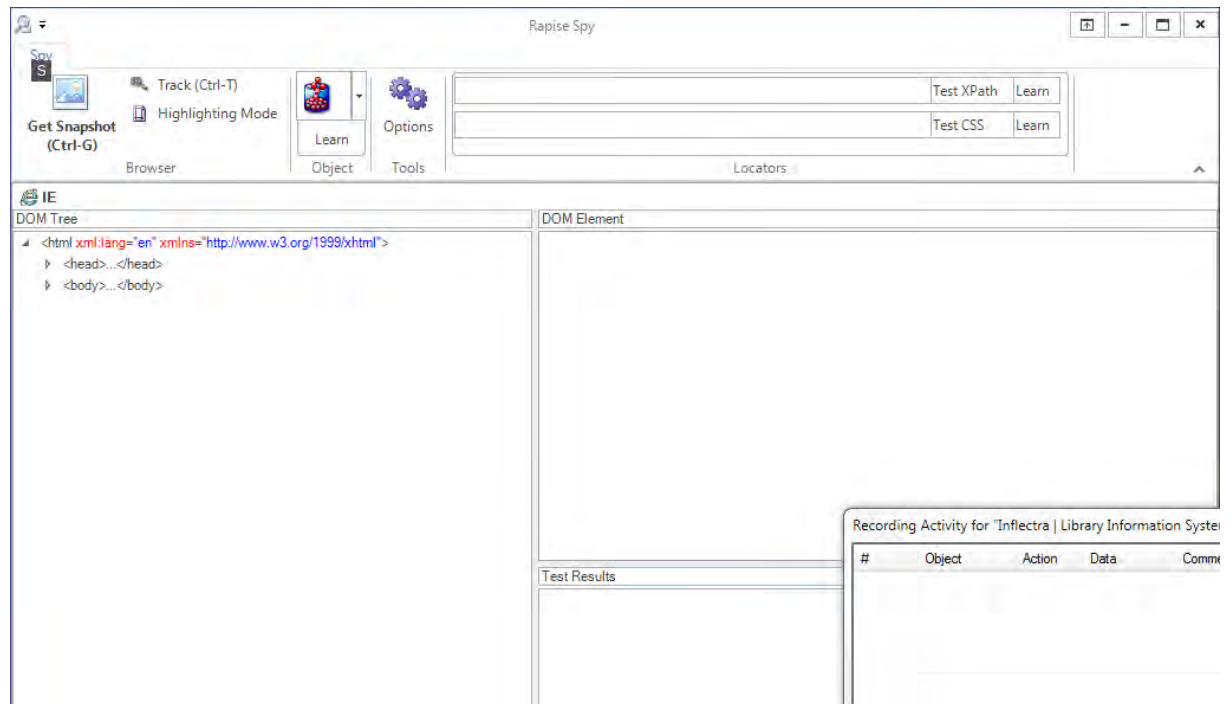 Rapise Spy
Spy
S
Get Snapshot
(Ctrl-G)
Track (Ctrl-T)
Highlighting Mode
Browser
Learn
Object
Options
Tools
Test XPath Learn
Test CSS Learn
Locators
IE
DOM Tree
DOM Element
<html xml:lang="en" xmlns="http://www.w3.org/1999/xhtml">
<head>...</head>
<body>...</body>
Test Results
Recording Activity for "Inflectra | Library Information Syste
# Object Action Data Comme